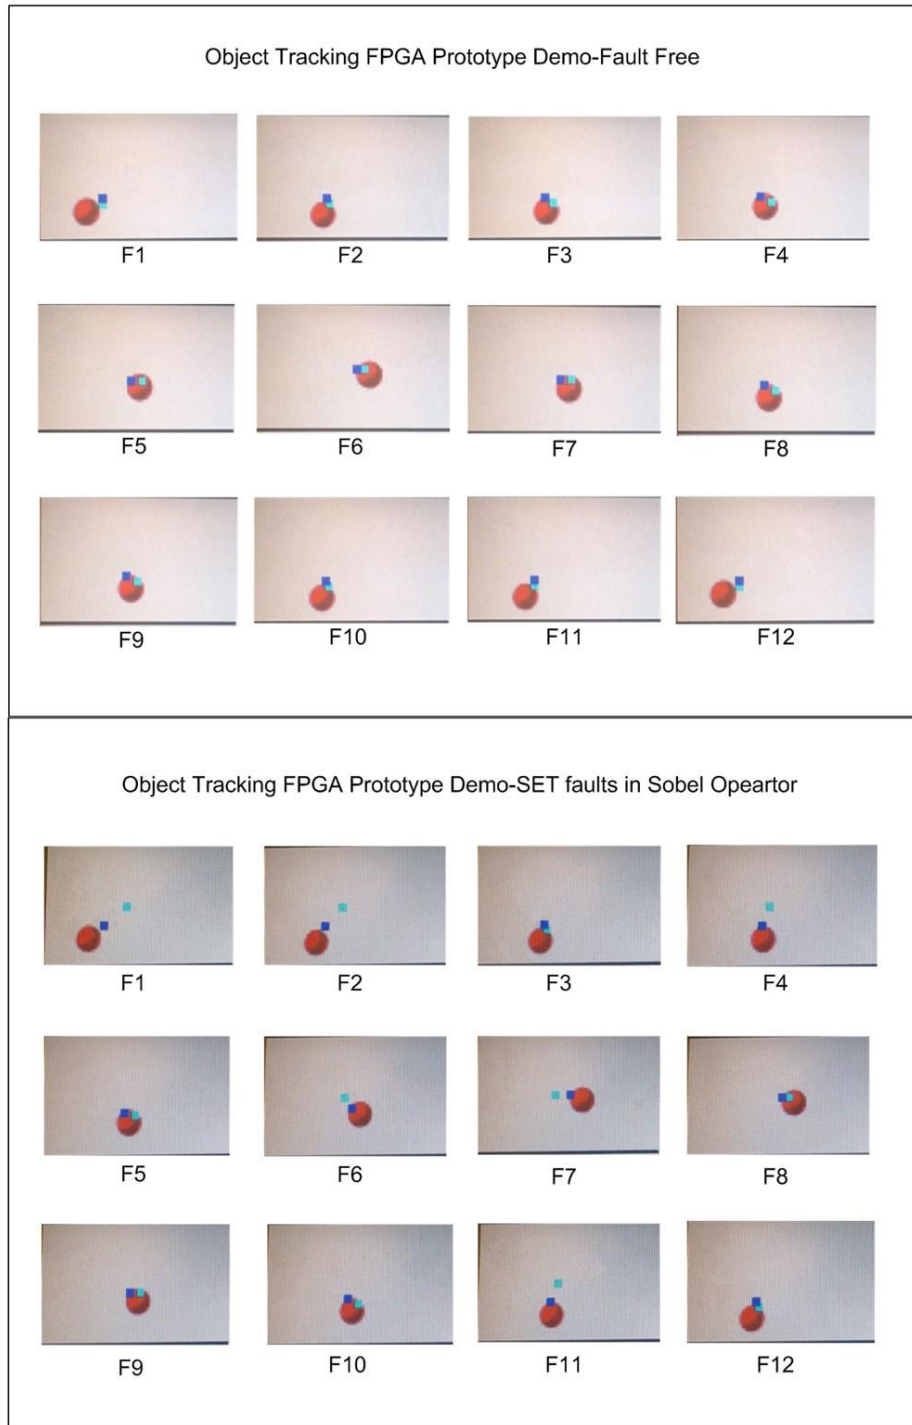 Object Tracking FPGA Prototype Demo-Fault Free
F1 F2 F3 F4
F5 F6 F7 F8
F9 F10 F11 F12
Object Tracking FPGA Prototype Demo-SET faults in Sobel Opeartor
F1 F2 F3 F4
F5 F6 F7 F8
F9 F10 F11 F12